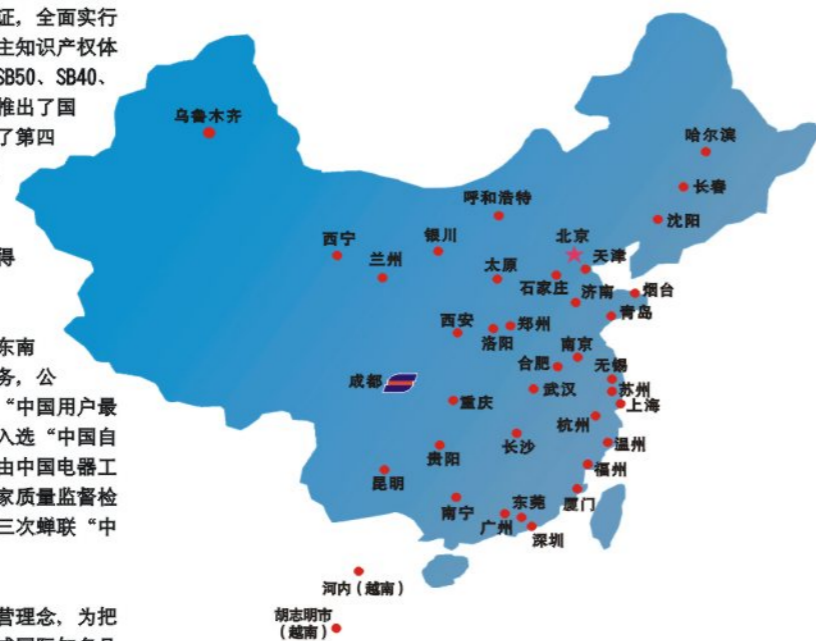 证，全面实行
主知识产权体
SB50、SB40、
推出了国
了第四
得
东南
务，公
“中国用户最
入选“中国自
由中国电器工
家质量监督检
三次蝉联“中
营理念，为把
乌鲁木齐
哈尔滨
长春
沈阳
呼和浩特
北京
天津
银川
西宁
兰州
太原
石家庄
济南
烟台
青岛
西安
洛阳
郑州
南京
合肥
无锡
苏州
上海
成都
武汉
重庆
杭州
长沙
温州
贵阳
福州
昆明
厦门
南宁
广州
东莞
深圳
河内（越南）
胡志明市
（越南）